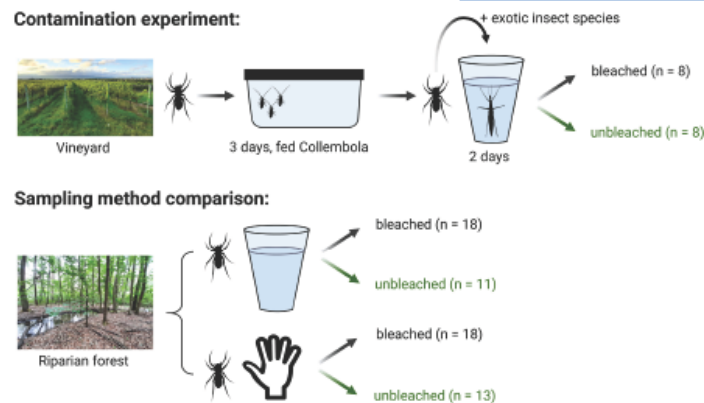 Contamination experiment:
+ exotic insect species
bleached (n = 8)
unbleached (n = 8)
Vineyard
3 days, fed Collembola
2 days
Sampling method comparison:
bleached (n = 18)
unbleached (n = 11)
bleached (n = 18)
Riparian forest
unbleached (n = 13)